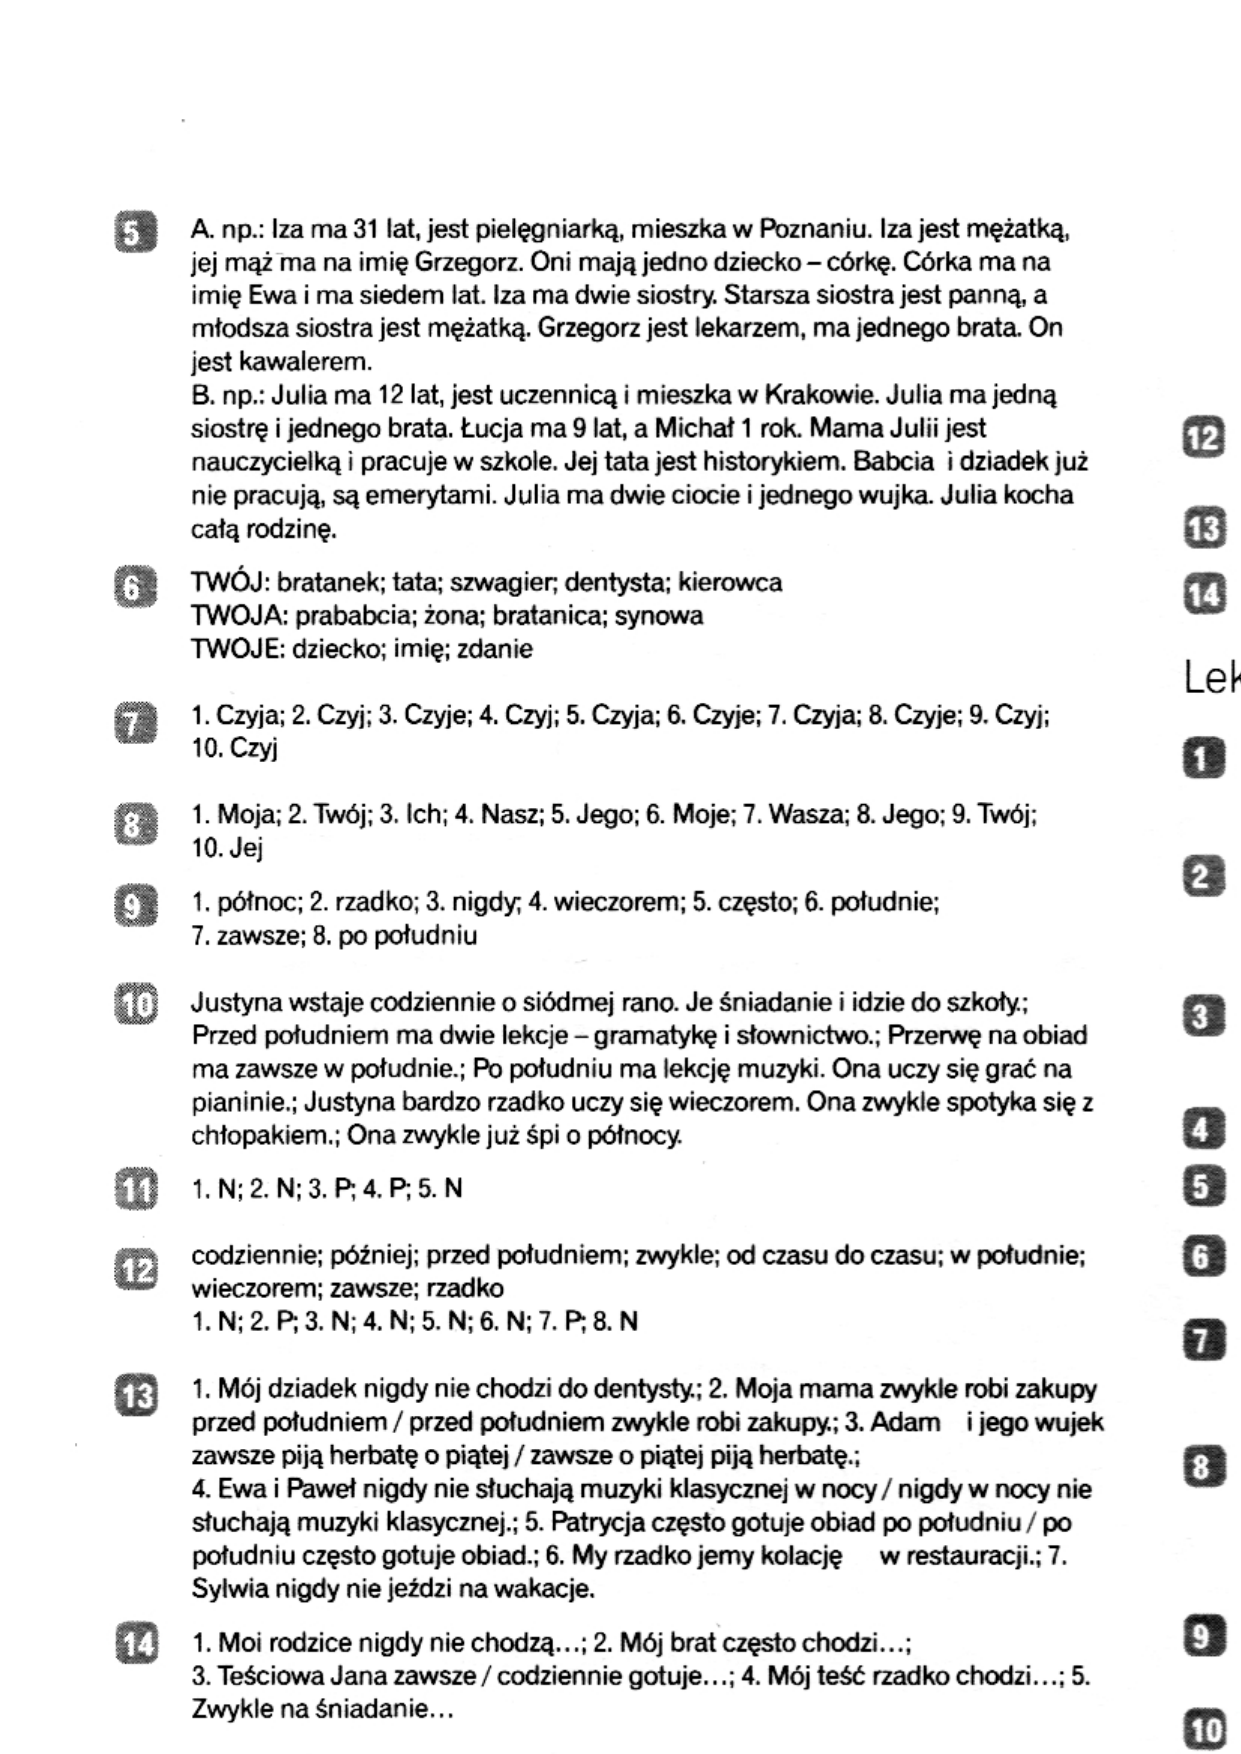 5 A. np.: Iza ma 31 lat, jest pielęgniarką, mieszka w Poznaniu. Iza jest mężatką,
jej mąż ma na imię Grzegorz. Oni mają jedno dziecko – córkę. Córka ma na
imię Ewa i ma siedem lat. Iza ma dwie siostry. Starsza siostra jest panną, a
młodsza siostra jest mężatką. Grzegorz jest lekarzem, ma jednego brata. On
jest kawalerem.
B. np.: Julia ma 12 lat, jest uczennicą i mieszka w Krakowie. Julia ma jedną
siostrę i jednego brata. Łucja ma 9 lat, a Michał 1 rok. Mama Julii jest
nauczycielką i pracuje w szkole. Jej tata jest historykiem. Babcia i dziadek już
nie pracują, są emerytami. Julia ma dwie ciocie i jednego wujka. Julia kocha
całą rodzinę.
6 TWÓJ: bratanek; tata; szwagier; dentysta; kierowca
TWOJA: prababcia; żona; bratanica; synowa
TWOJE: dziecko; imię; zdanie
7 1. Czyja; 2. Czyj; 3. Czyje; 4. Czyj; 5. Czyja; 6. Czyje; 7. Czyja; 8. Czyje; 9. Czyj;
10. Czyj
8 1. Moja; 2. Twój; 3. Ich; 4. Nasz; 5. Jego; 6. Moje; 7. Wasza; 8. Jego; 9. Twój;
10. Jej
9 1. północ; 2. rzadko; 3. nigdy; 4. wieczorem; 5. często; 6. południe;
7. zawsze; 8. po południu
10 Justyna wstaje codziennie o siódmej rano. Je śniadanie i idzie do szkoły.;
Przed południem ma dwie lekcje – gramatykę i słownictwo.; Przerwę na obiad
ma zawsze w południe.; Po południu ma lekcję muzyki. Ona uczy się grać na
pianinie.; Justyna bardzo rzadko uczy się wieczorem. Ona zwykle spotyka się z
chłopakiem.; Ona zwykle już śpi o północy.
11 1. N; 2. N; 3. P; 4. P; 5. N
12 codziennie; później; przed południem; zwykle; od czasu do czasu; w południe;
wieczorem; zawsze; rzadko
1. N; 2. P; 3. N; 4. N; 5. N; 6. N; 7. P; 8. N
13 1. Mój dziadek nigdy nie chodzi do dentysty.; 2. Moja mama zwykle robi zakupy
przed południem / przed południem zwykle robi zakupy.; 3. Adam i jego wujek
zawsze piją herbatę o piątej / zawsze o piątej piją herbatę.;
4. Ewa i Paweł nigdy nie słuchają muzyki klasycznej w nocy / nigdy w nocy nie
słuchają muzyki klasycznej.; 5. Patrycja często gotuje obiad po południu / po
południu często gotuje obiad.; 6. My rzadko jemy kolację w restauracji.; 7.
Sylwia nigdy nie jeździ na wakacje.
14 1. Moi rodzice nigdy nie chodzą...; 2. Mój brat często chodzi...;
3. Teściowa Jana zawsze / codziennie gotuje...; 4. Mój teść rzadko chodzi...; 5.
Zwykle na śniadanie...
12
13
14
1
2
3
4
5
6
7
8
9
10